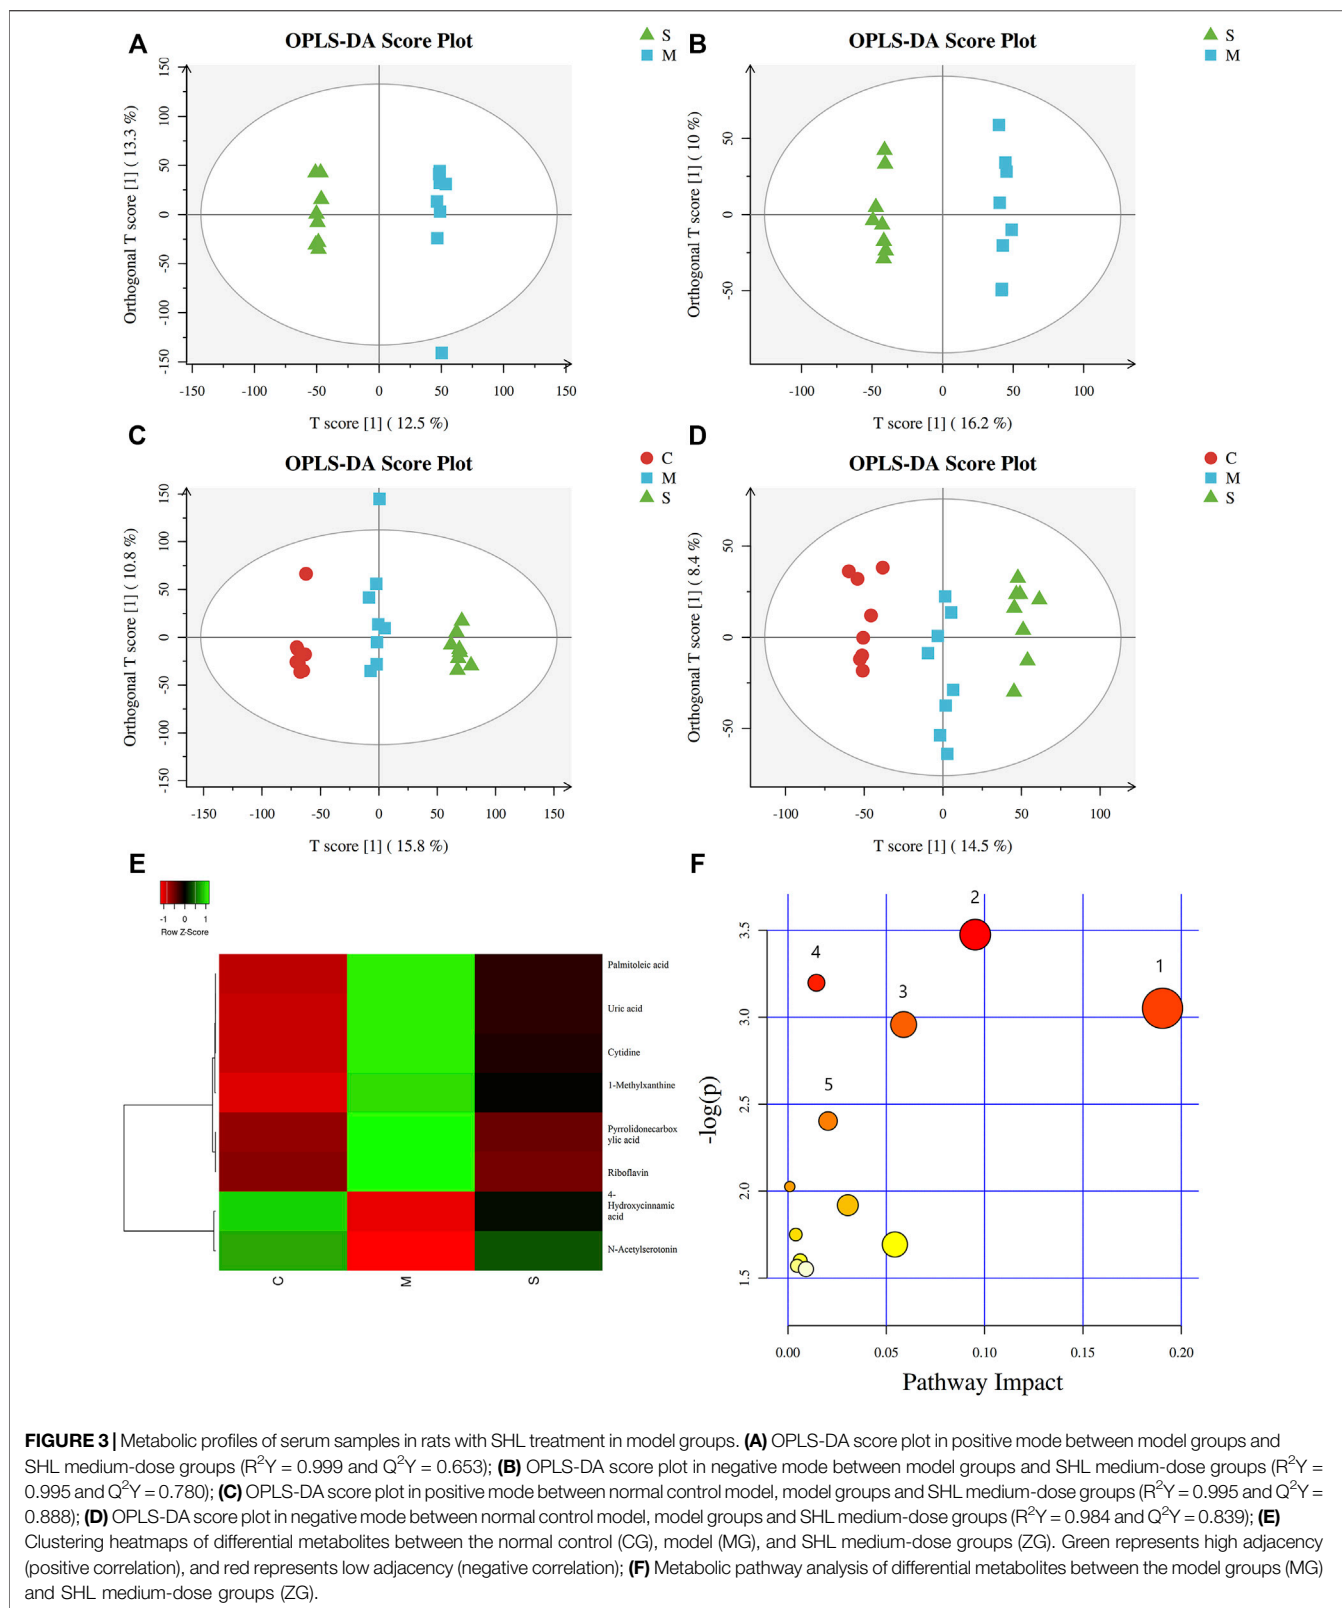 A
OPLS-DA Score Plot
S
M
Orthogonal T score [1] ( 13.3 %)
150
100
50
0
-50
-100
-150
-150 -100 -50 0 50 100 150
T score [1] ( 12.5 %)
B
OPLS-DA Score Plot
S
M
Orthogonal T score [1] ( 10 %)
50
0
-50
-100 -50 0 50 100
T score [1] ( 16.2 %)
C
OPLS-DA Score Plot
C
M
S
Orthogonal T score [1] ( 10.8 %)
150
100
50
0
-50
-100
-150
-150 -100 -50 0 50 100 150
T score [1] ( 15.8 %)
D
OPLS-DA Score Plot
C
M
S
Orthogonal T score [1] ( 8.4 %)
50
0
-50
-100 -50 0 50 100
T score [1] ( 14.5 %)
E
-1 0 1
Row Z-Score
Palmitoleic acid
Uric acid
Cytidine
1-Methylxanthine
Pyrrolidonecarbox
ylic acid
Riboflavin
4-
Hydroxycinnamic
acid
N-Acetylserotonin
C M S
F
-log(p)
3.5
3.0
2.5
2.0
1.5
2
4
3
1
5
0.00 0.05 0.10 0.15 0.20
Pathway Impact
FIGURE 3 | Metabolic profiles of serum samples in rats with SHL treatment in model groups. (A) OPLS-DA score plot in positive mode between model groups and
SHL medium-dose groups (R²Y = 0.999 and Q²Y = 0.653); (B) OPLS-DA score plot in negative mode between model groups and SHL medium-dose groups (R²Y =
0.995 and Q²Y = 0.780); (C) OPLS-DA score plot in positive mode between normal control model, model groups and SHL medium-dose groups (R²Y = 0.995 and Q²Y =
0.888); (D) OPLS-DA score plot in negative mode between normal control model, model groups and SHL medium-dose groups (R²Y = 0.984 and Q²Y = 0.839); (E)
Clustering heatmaps of differential metabolites between the normal control (CG), model (MG), and SHL medium-dose groups (ZG). Green represents high adjacency
(positive correlation), and red represents low adjacency (negative correlation); (F) Metabolic pathway analysis of differential metabolites between the model groups (MG)
and SHL medium-dose groups (ZG).